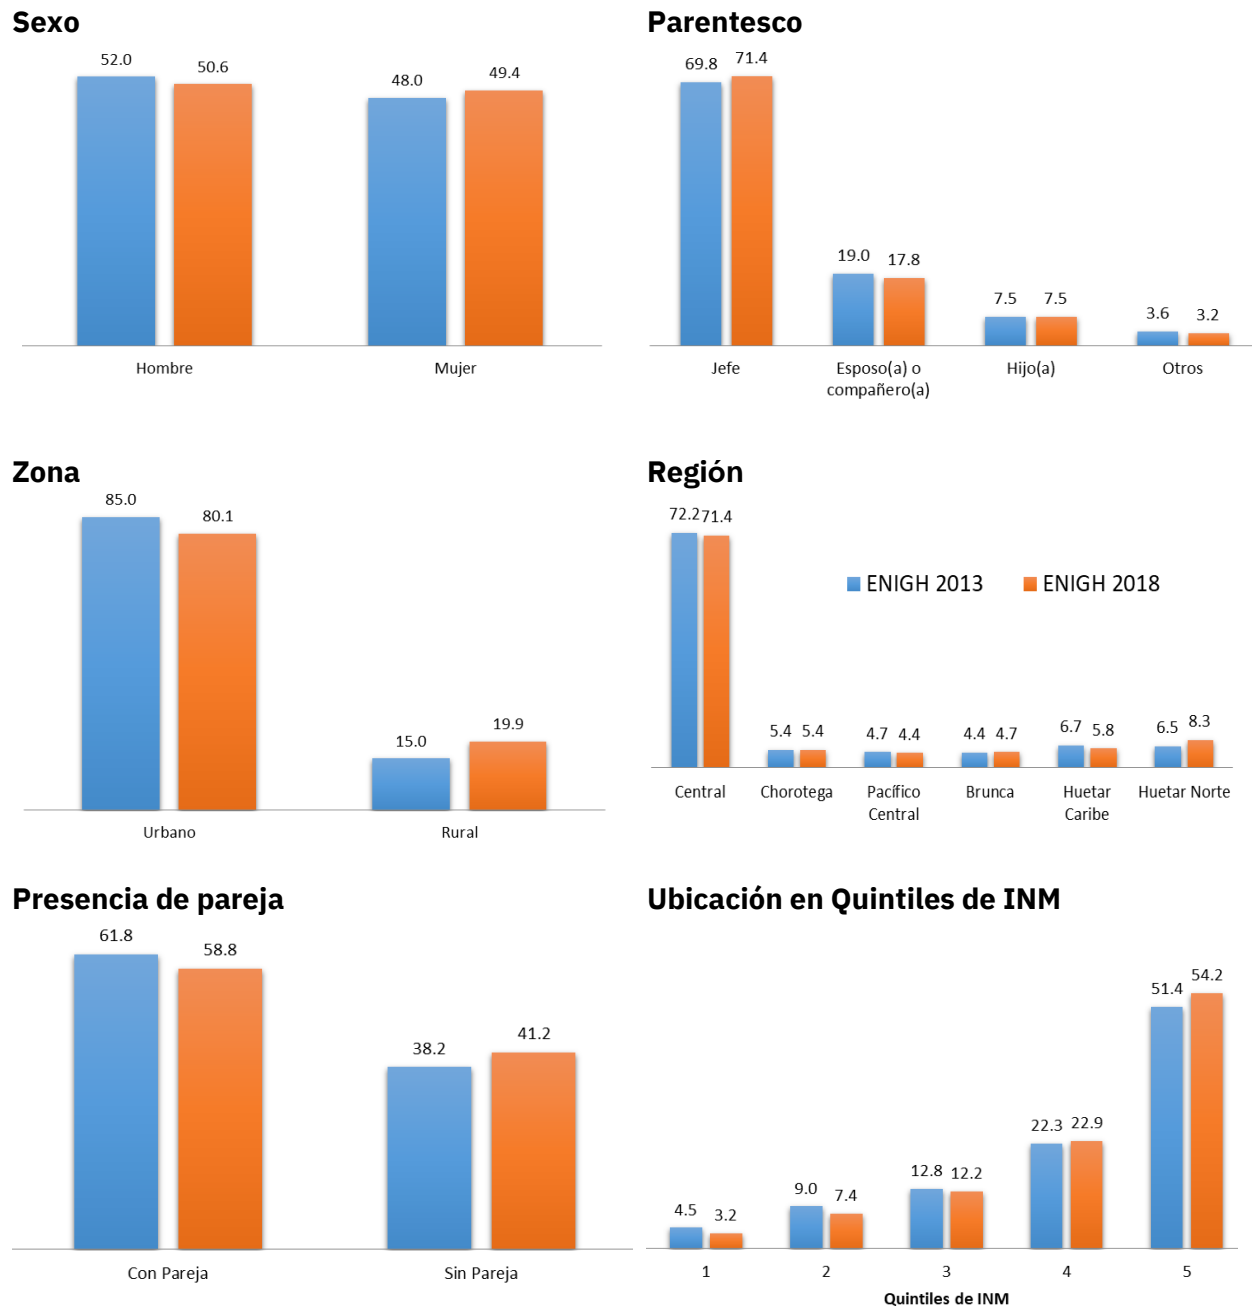 Sexo
52.0
50.6
48.0
49.4
Hombre
Mujer
Parentesco
69.8
71.4
19.0
17.8
7.5
7.5
3.6
3.2
Jefe
Esposo(a) o
compañero(a)
Hijo(a)
Otros
Zona
85.0
80.1
15.0
19.9
Urbano
Rural
Región
72.2
71.4
ENIGH 2013
ENIGH 2018
5.4
5.4
4.7
4.4
4.4
4.7
6.7
5.8
6.5
8.3
Central
Chorotega
Pacífico
Central
Brunca
Huetar
Caribe
Huetar Norte
Presencia de pareja
61.8
58.8
38.2
41.2
Con Pareja
Sin Pareja
Ubicación en Quintiles de INM
4.5
3.2
9.0
7.4
12.8
12.2
22.3
22.9
51.4
54.2
1
2
3
4
5
Quintiles de INM